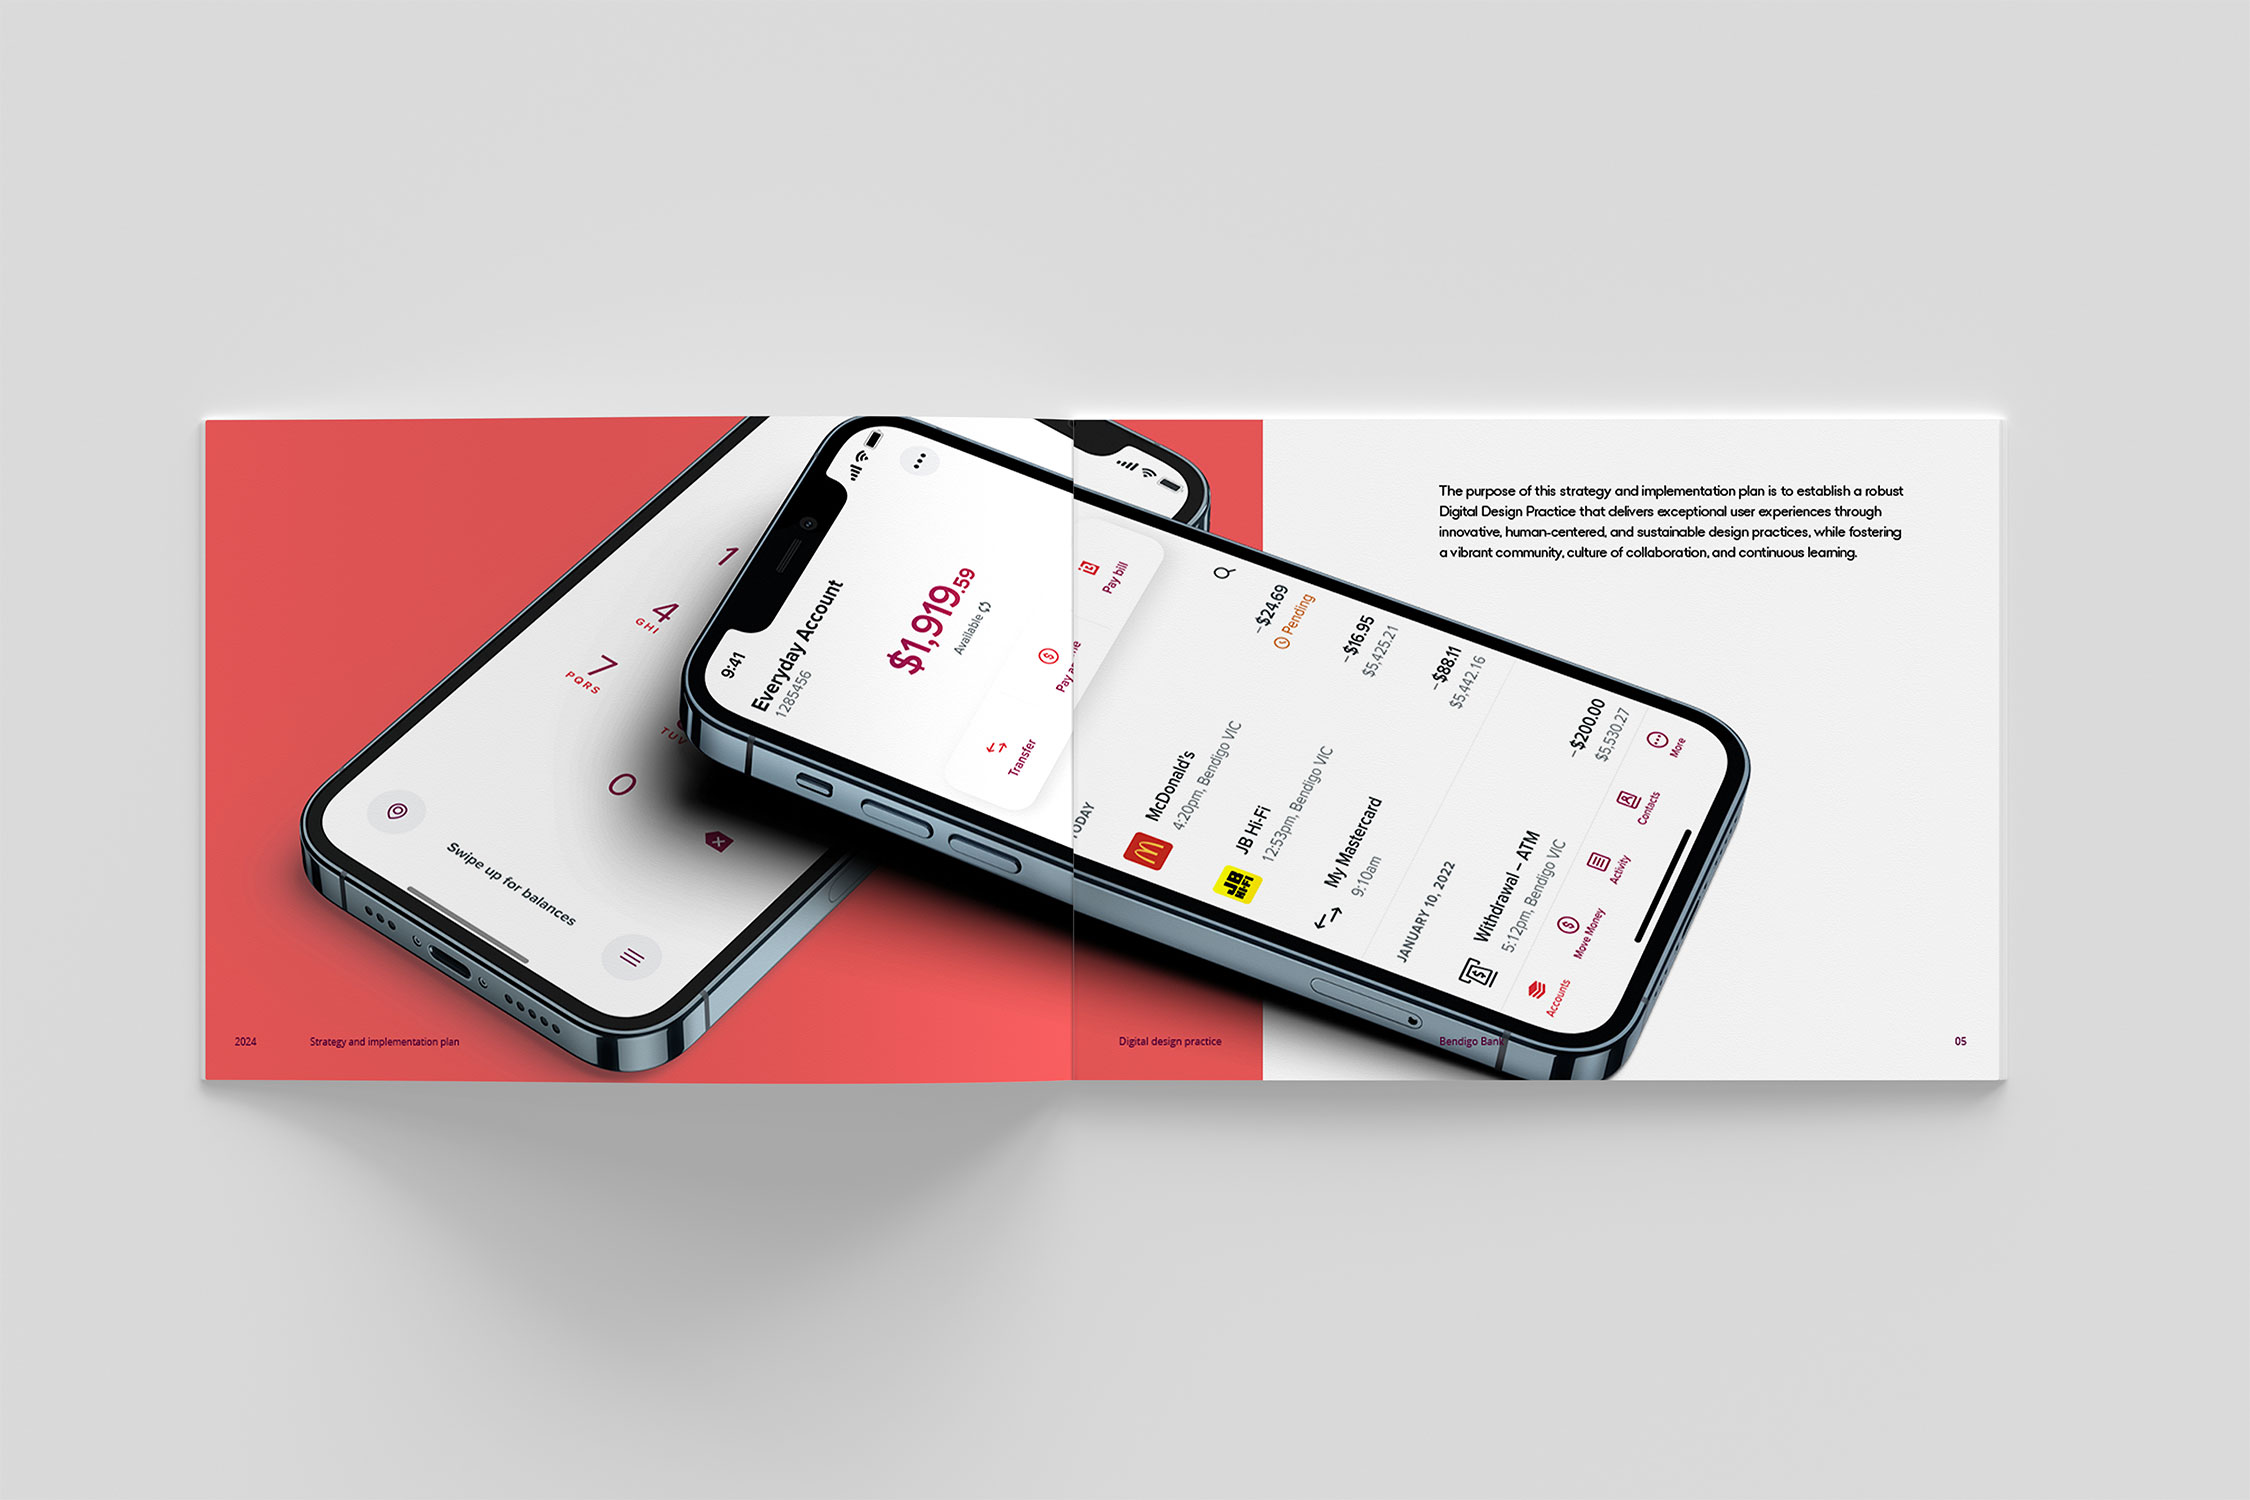 The purpose of this strategy and implementation plan is to establish a robust
Digital Design Practice that delivers exceptional user experiences through
innovative, human-centered, and sustainable design practices, while fostering
a vibrant community, culture of collaboration, and continuous learning.
1
4
GHI
7
PQRS
TUV
0
Swipe up for balances
9:41
Everyday Account
1285456
$1,919.59
Available
Transfer
Pay bill
McDonald's
4:20pm, Bendigo VIC
-$24.69
Pending
JB HI-FI
JB Hi-Fi
12:53pm, Bendigo VIC
-$16.95
$5,425.21
My Mastercard
9:10am
-$88.11
$5,442.16
JANUARY 10, 2022
Withdrawal – ATM
5:12pm, Bendigo VIC
-$200.00
$5,530.27
Accounts
Move Money
Activity
Contacts
More
2024
Strategy and implementation plan
Digital design practice
Bendigo Bank
05